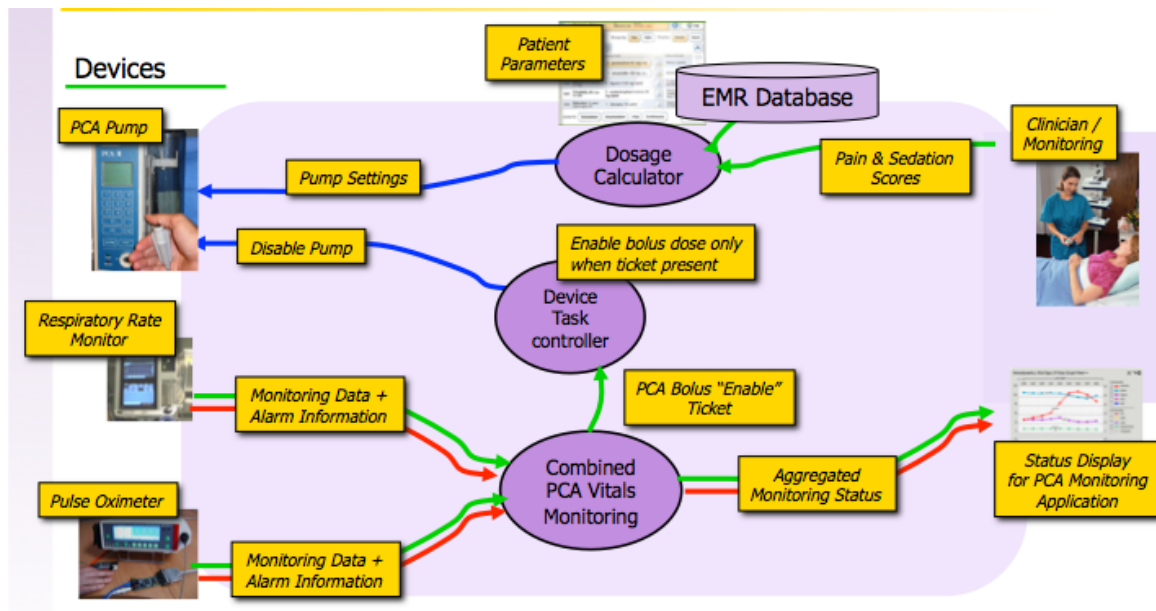 Devices
Patient
Parameters
EMR Database
PCA Pump
Clinician /
Monitoring
Dosage
Calculator
Pain & Sedation
Scores
Pump Settings
Disable Pump
Enable bolus dose only
when ticket present
Device
Task
controller
Respiratory Rate
Monitor
Monitoring Data +
Alarm Information
PCA Bolus "Enable"
Ticket
Combined
PCA Vitals
Monitoring
Aggregated
Monitoring Status
Status Display
for PCA Monitoring
Application
Pulse Oximeter
Monitoring Data +
Alarm Information